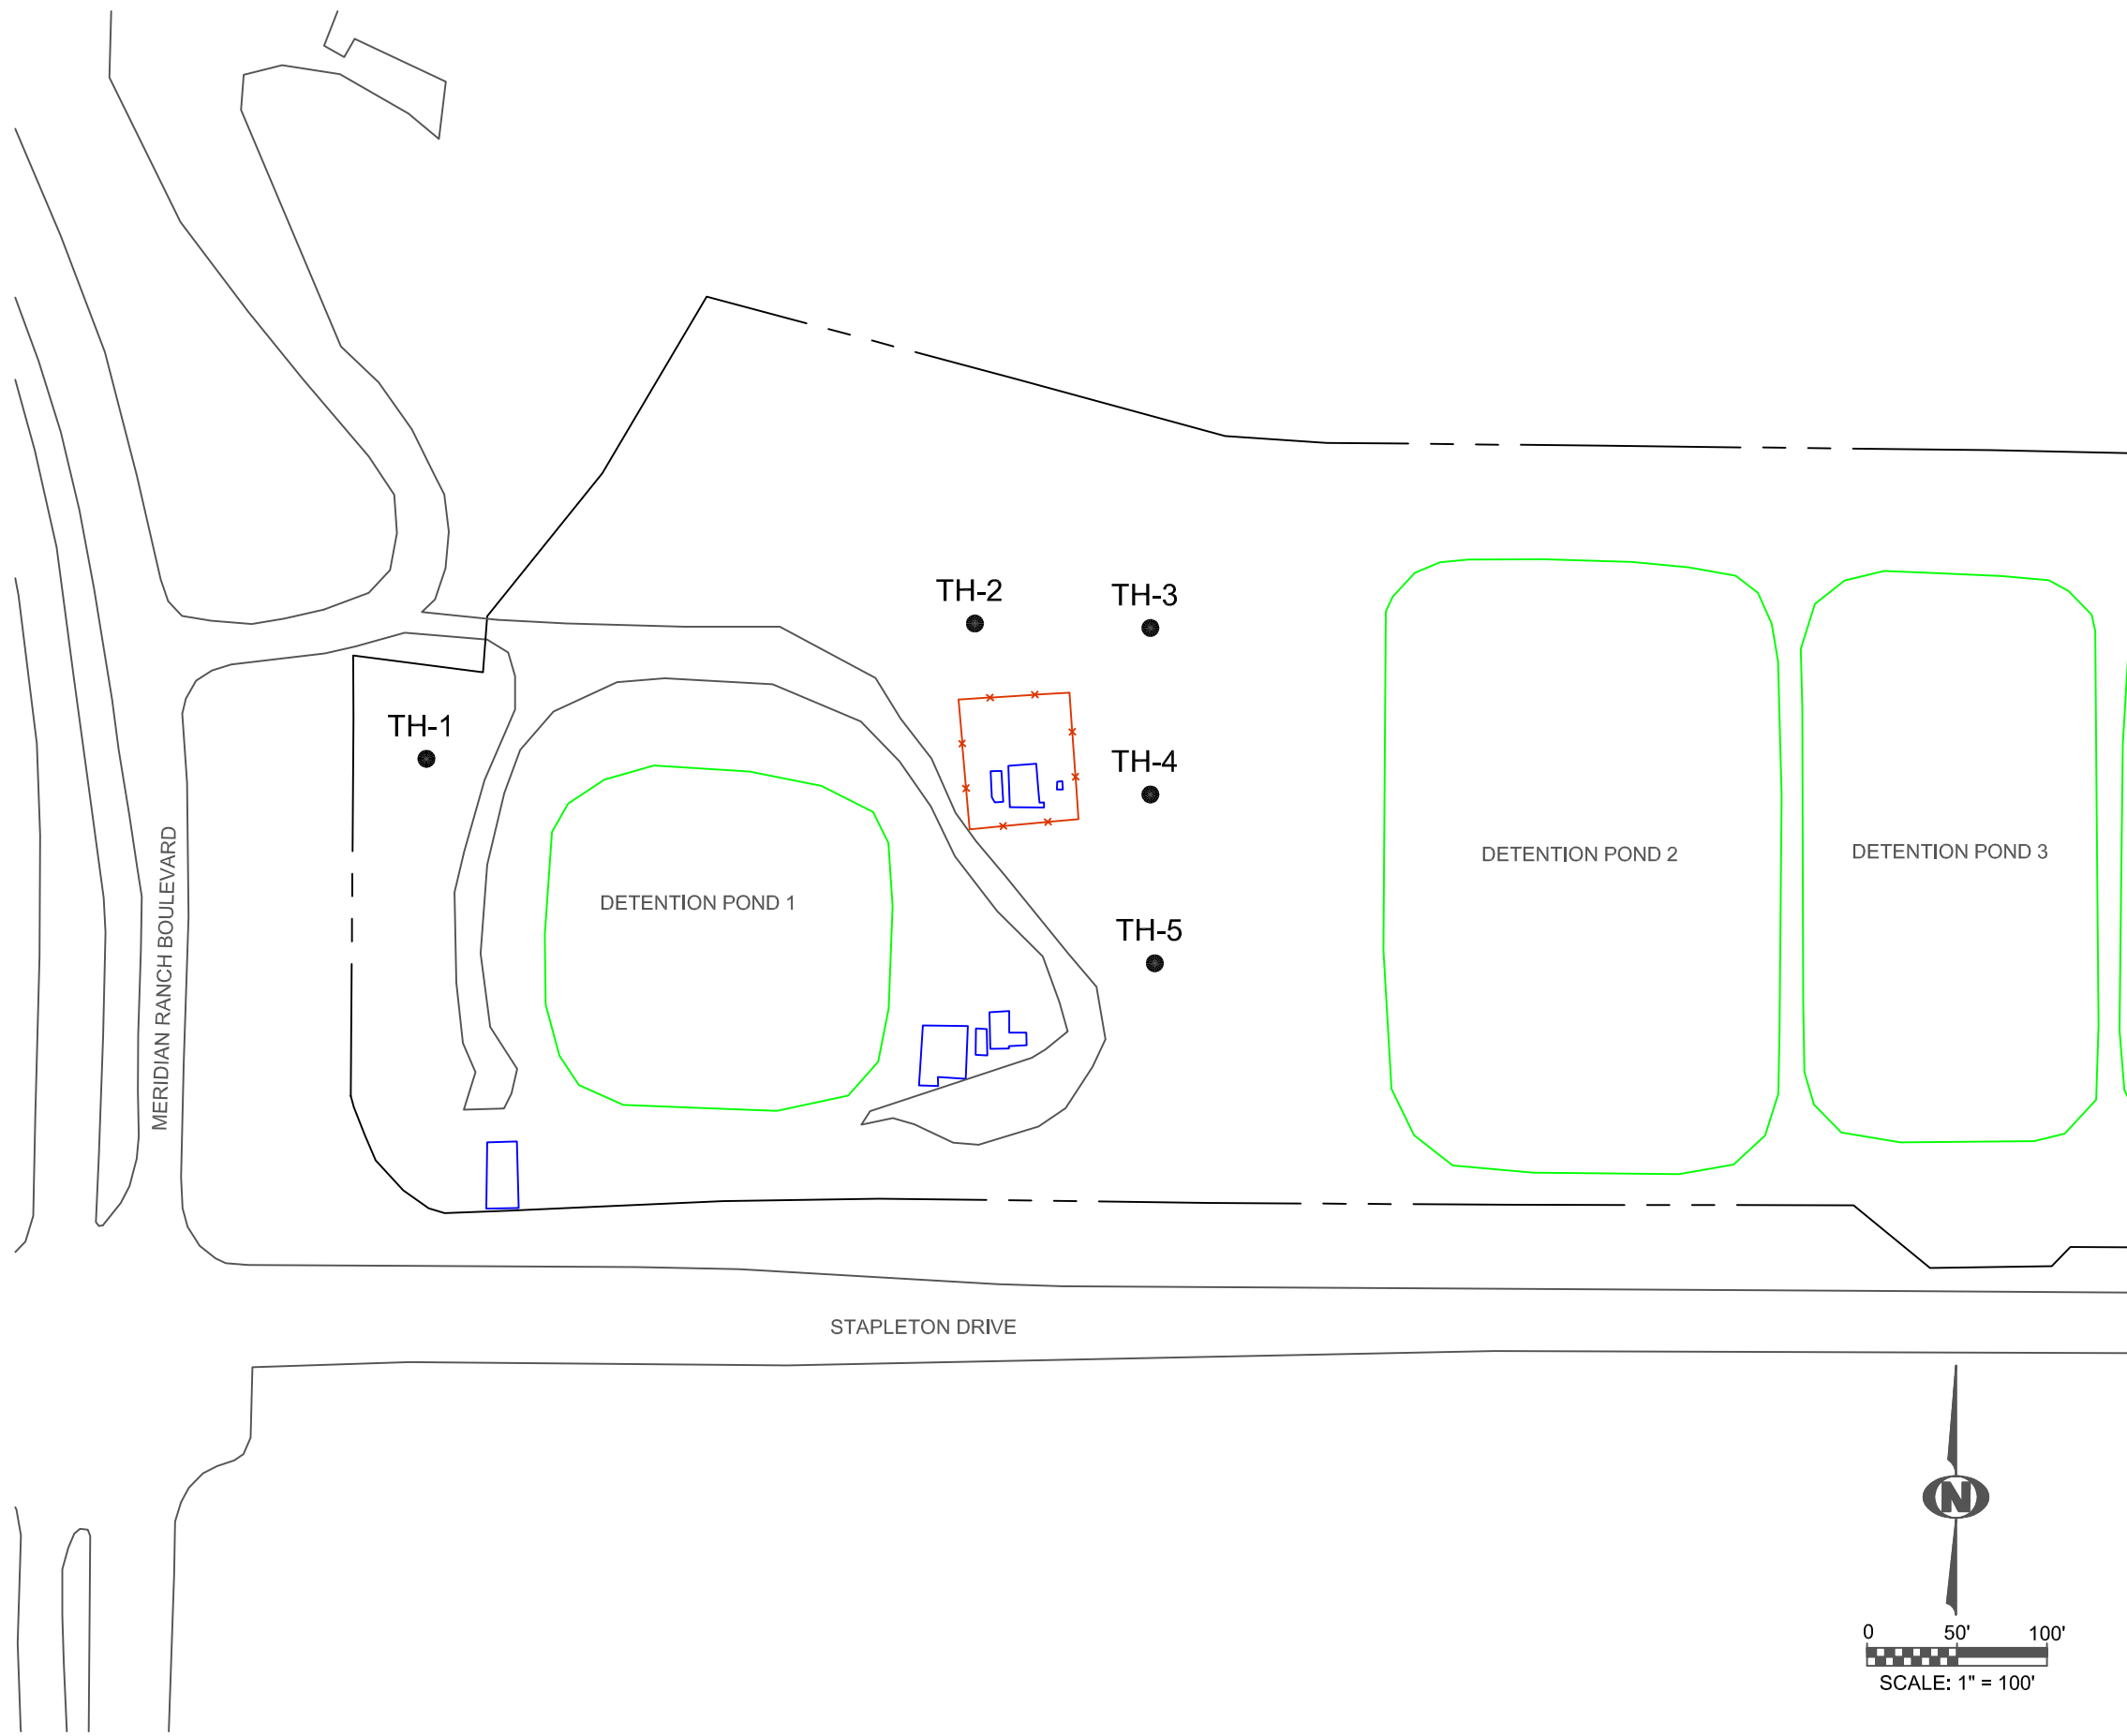 TH-2
TH-3
TH-1
TH-4
MERIDIAN RANCH BOULEVARD
DETENTION POND 1
DETENTION POND 2
DETENTION POND 3
TH-5
STAPLETON DRIVE
N
0 50' 100'
SCALE: 1" = 100'